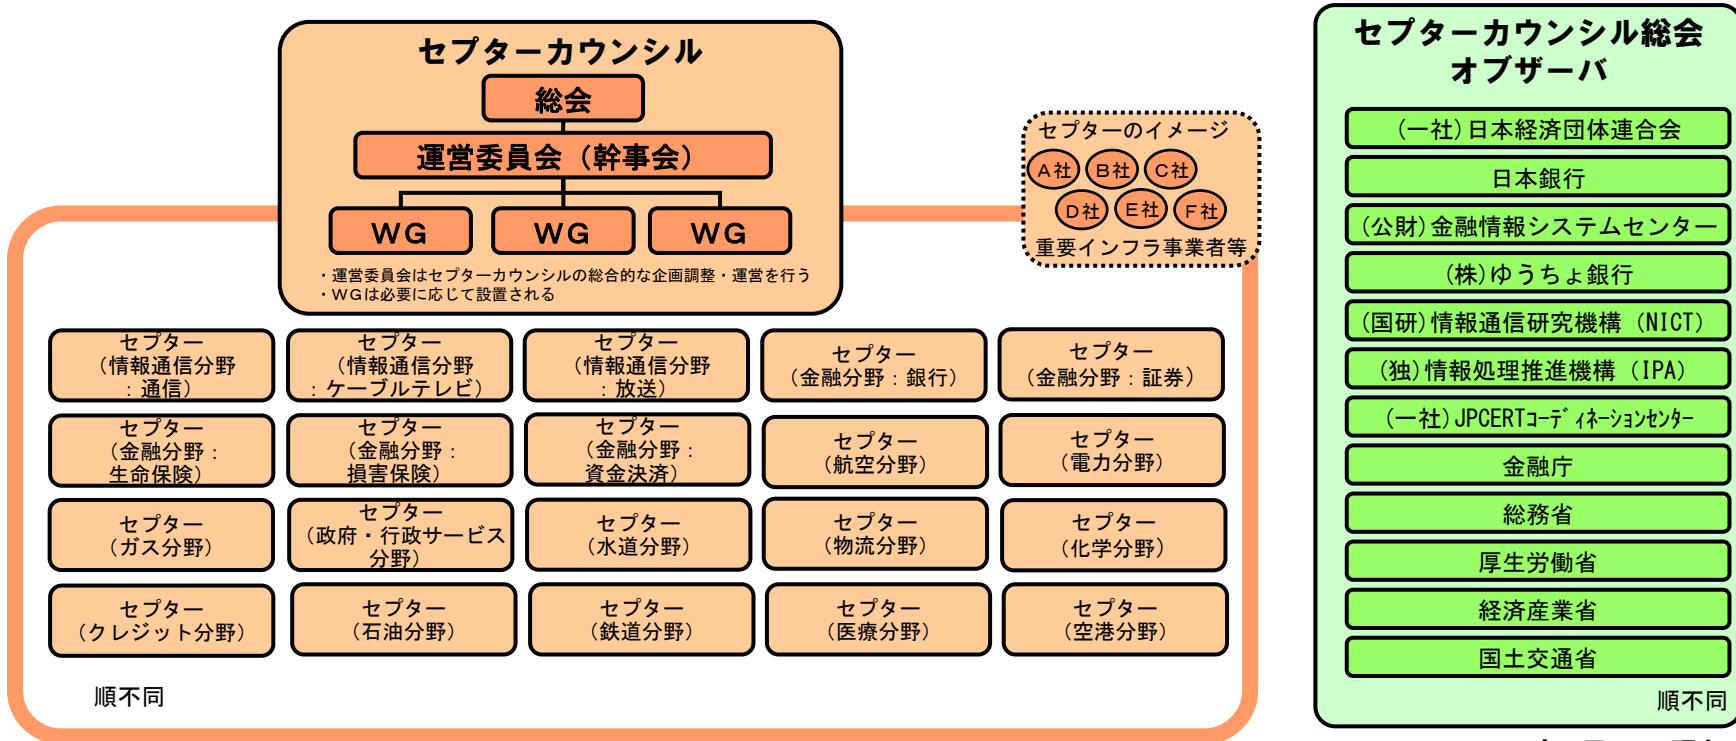 セプターカウンシル
総会
運営委員会（幹事会）
ＷＧ
ＷＧ
ＷＧ
・運営委員会はセプターカウンシルの総合的な企画調整・運営を行う
・ＷＧは必要に応じて設置される
セプターのイメージ
Ａ社
Ｂ社
Ｃ社
Ｄ社
Ｅ社
Ｆ社
重要インフラ事業者等
セプター
（情報通信分野
：通信）
セプター
（情報通信分野
：ケーブルテレビ）
セプター
（情報通信分野
：放送）
セプター
（金融分野：銀行）
セプター
（金融分野：証券）
セプター
（金融分野：
生命保険）
セプター
（金融分野：
損害保険）
セプター
（金融分野：
資金決済）
セプター
（航空分野）
セプター
（電力分野）
セプター
（ガス分野）
セプター
（政府・行政サービス
分野）
セプター
（水道分野）
セプター
（物流分野）
セプター
（化学分野）
セプター
（クレジット分野）
セプター
（石油分野）
セプター
（鉄道分野）
セプター
（医療分野）
セプター
（空港分野）
順不同
セプターカウンシル総会
オブザーバ
(一社)日本経済団体連合会
日本銀行
(公財)金融情報システムセンター
(株)ゆうちょ銀行
(国研)情報通信研究機構（NICT）
(独)情報処理推進機構（IPA）
(一社)JPCERTｺｰﾃﾞｨﾈｰｼｮﾝｾﾝﾀｰ
金融庁
総務省
厚生労働省
経済産業省
国土交通省
順不同